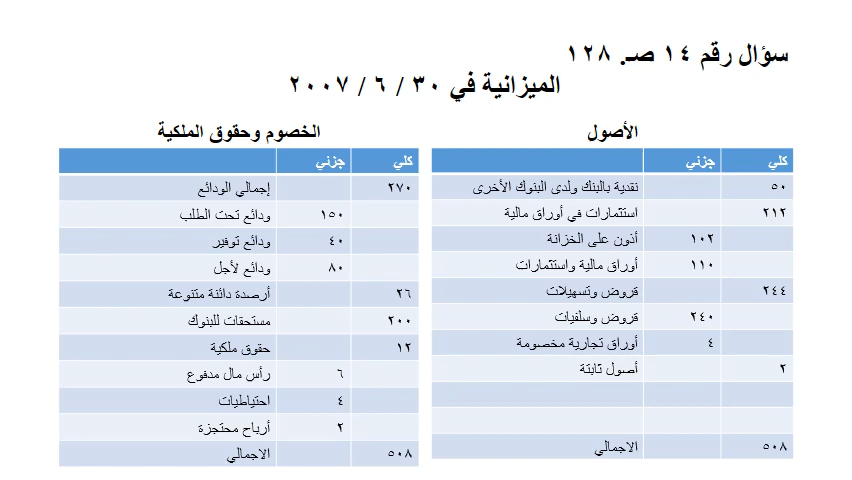 سؤال رقم ١٤ صـ. ١٢٨
الميزانية في ٣٠ / ٦ / ٢٠٠٧
الأصول
كلي جزئي
٥٠ نقدية بالبنك ولدى البنوك الأخرى
٢١٢ استثمارات في أوراق مالية
١٠٢ أذون على الخزانة
١١٠ أوراق مالية واستثمارات
٢٤٤ قروض وتسهيلات
٢٤٠ قروض وسلفيات
٤ أوراق تجارية مخصومة
٢ أصول ثابتة
٥٠٨ الاجمالي
الخصوم وحقوق الملكية
كلي جزئي
٢٧٠ إجمالي الودائع
١٥٠ ودائع تحت الطلب
٤٠ ودائع توفير
٨٠ ودائع لأجل
٢٦ أرصدة دائنة متنوعة
٢٠٠ مستحقات للبنوك
١٢ حقوق ملكية
٦ رأس مال مدفوع
٤ احتياطيات
٢ أرباح محتجزة
٥٠٨ الاجمالي